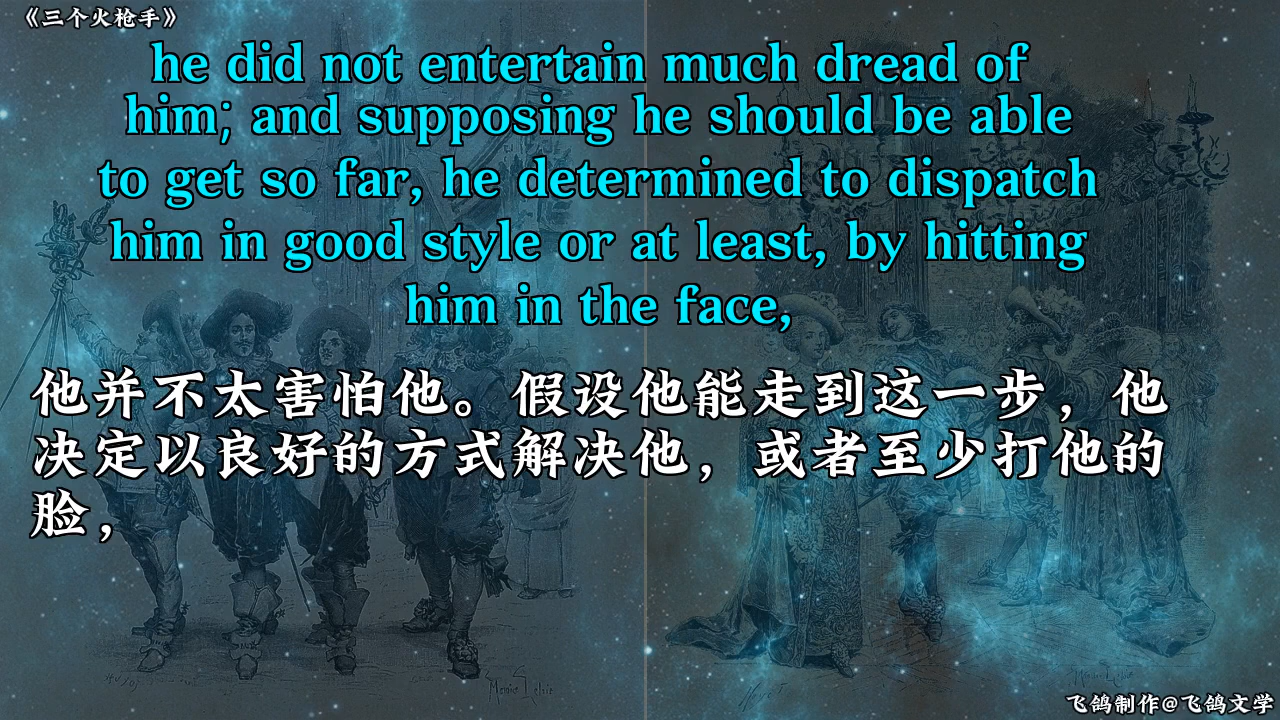 《三个火枪手》
he did not entertain much dread of
him; and supposing he should be able
to get so far, he determined to dispatch
him in good style or at least, by hitting
him in the face,
他并不太害怕他。假设他能走到这一步，他
决定以良好的方式解决他，或者至少打他的
脸，
飞鸽制作@飞鸽文学